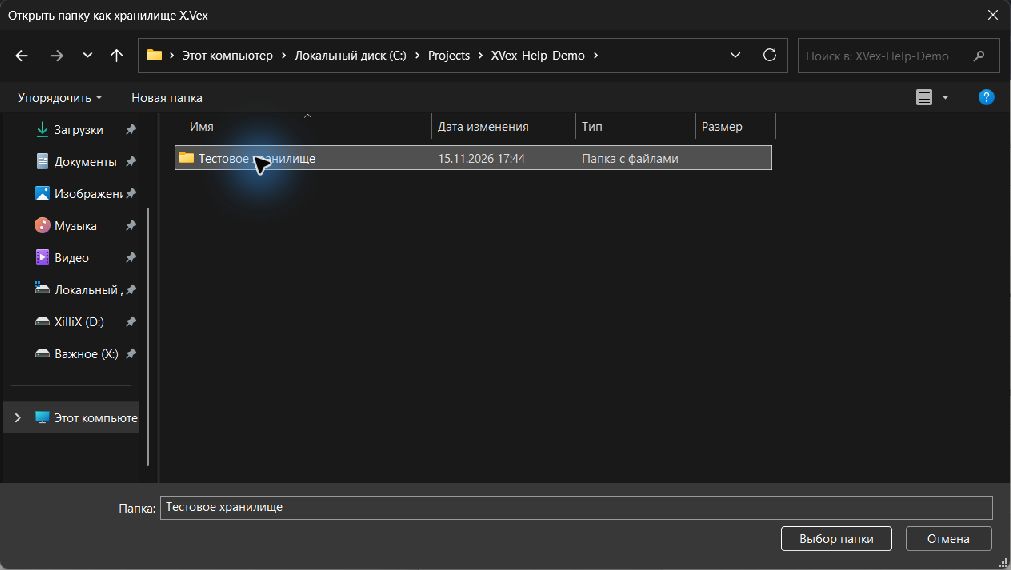 Открыть папку как хранилище X.Vex
Этот компьютер > Локальный диск (C:) > Projects > XVex-Help-Demo >
Поиск в: XVex-Help-Demo
Упорядочить
Новая папка
Имя
Дата изменения
Тип
Размер
Загрузки
Документы
Изображени
Музыка
Видео
Локальный
XilliX (D:)
Важное (X:)
Этот компьюте
Тестовое хранилище
15.11.2026 17:44
Папка с файлами
Папка:
Тестовое хранилище
Выбор папки
Отмена